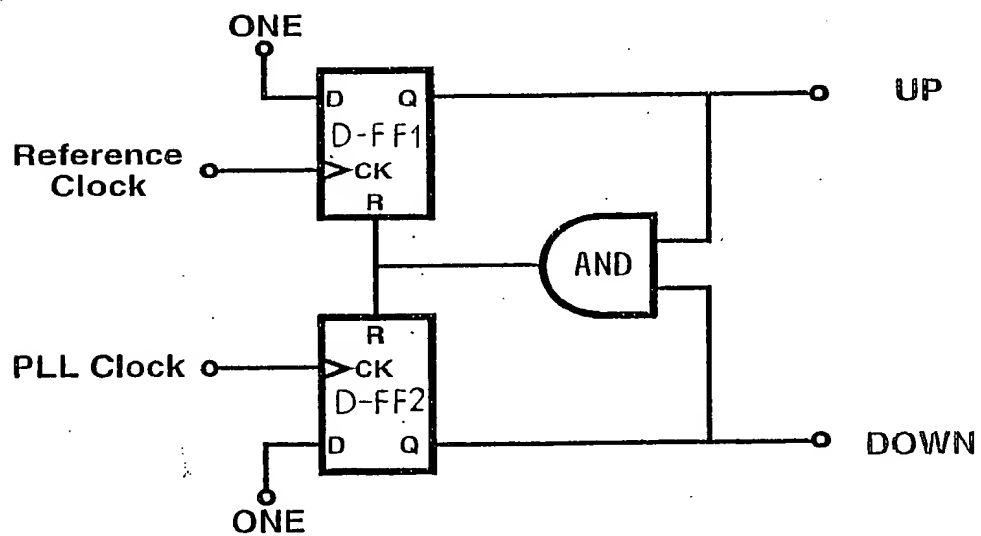 ONE
D Q
UP
D-FF1
Reference
Clock
CK
R
AND
R
PLL Clock
CK
D-FF2
D Q
DOWN
ONE